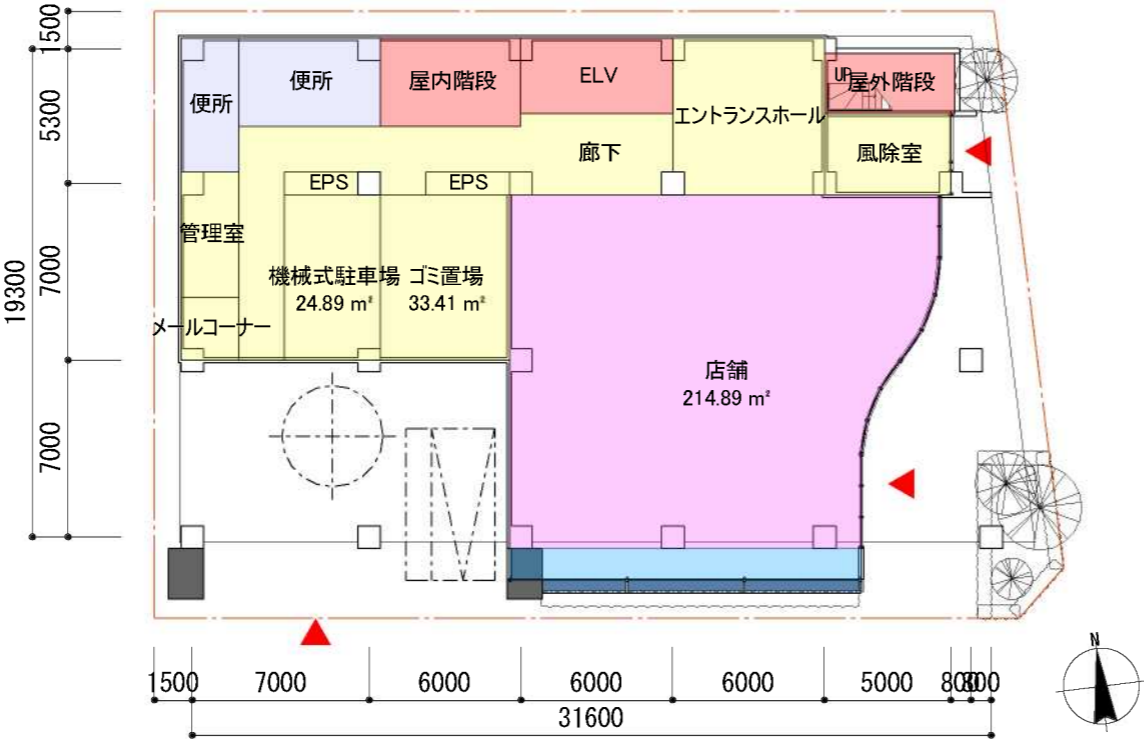 1500
5300
7000
7000
19300
便所
便所
屋内階段
ELV
エントランスホール
UP
屋外階段
廊下
風除室
EPS
EPS
管理室
機械式駐車場
24.89 m²
ゴミ置場
33.41 m²
メールコーナー
店舗
214.89 m²
N
1500
7000
6000
6000
6000
5000
800
800
31600